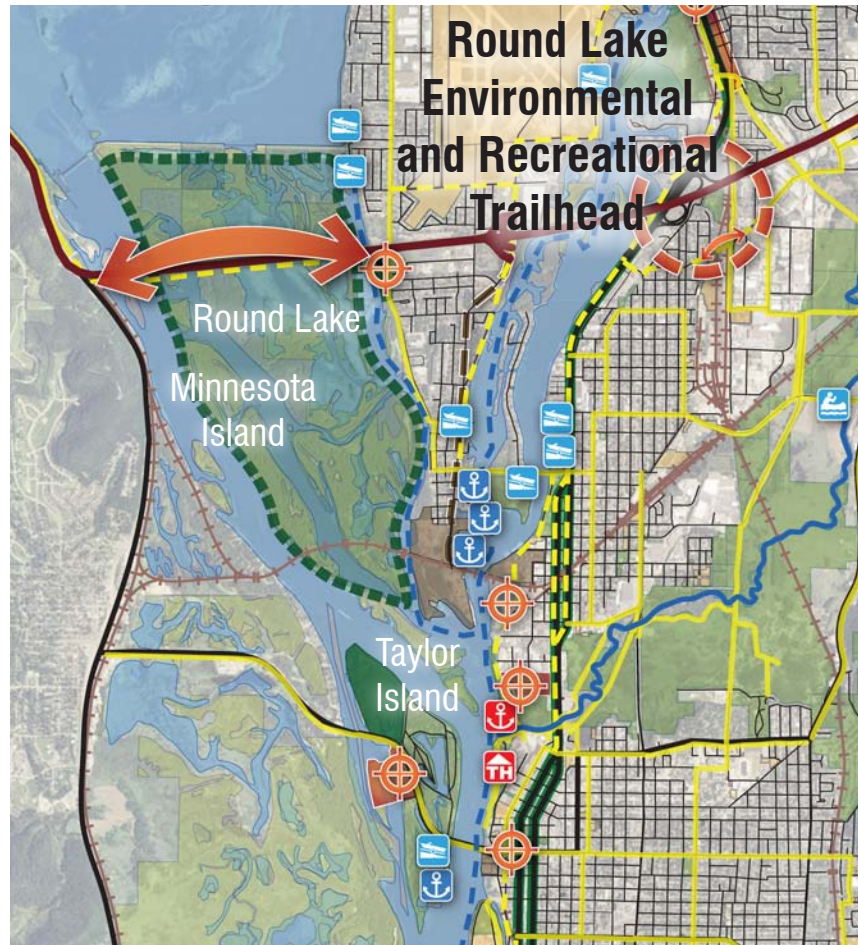 Round Lake
Environmental
and Recreational
Trailhead
Round Lake
Minnesota
Island
Taylor
Island
TH